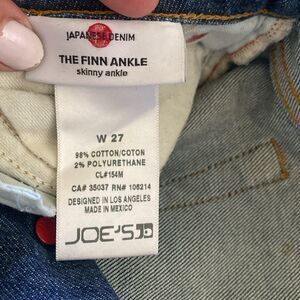 JAPANESE DENIM
THE FINN ANKLE
skinny ankle
W 27
98% COTTON/COTON
2% POLYURETHANE
CL#154M
CA# 35037 RN# 106214
DESIGNED IN LOS ANGELES
MADE IN MEXICO
JOE'S